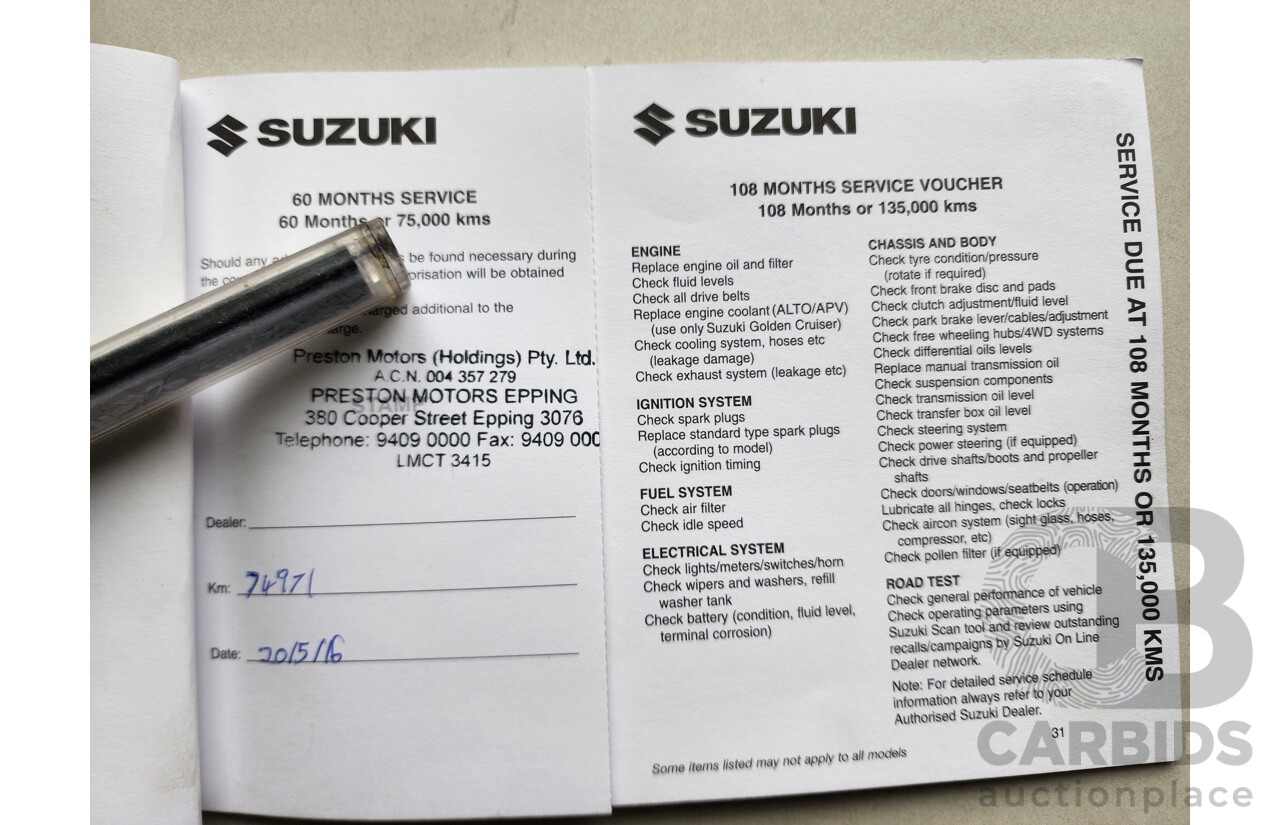 SUZUKI
60 MONTHS SERVICE
60 Months or 75,000 kms
Should any be found necessary during
the orisation will be obtained
arged additional to the
arge.
Preston Motors (Holdings) Pty. Ltd.
A.C.N. 004 357 279
STAMP
PRESTON MOTORS EPPING
380 Cooper Street Epping 3076
Telephone: 9409 0000 Fax: 9409 000
LMCT 3415
Dealer:
Km: 74971
Date: 20/5/16
SUZUKI
108 MONTHS SERVICE VOUCHER
108 Months or 135,000 kms
ENGINE
Replace engine oil and filter
Check fluid levels
Check all drive belts
Replace engine coolant (ALTO/APV)
(use only Suzuki Golden Cruiser)
Check cooling system, hoses etc
(leakage damage)
Check exhaust system (leakage etc)
IGNITION SYSTEM
Check spark plugs
Replace standard type spark plugs
(according to model)
Check ignition timing
FUEL SYSTEM
Check air filter
Check idle speed
ELECTRICAL SYSTEM
Check lights/meters/switches/horn
Check wipers and washers, refill
washer tank
Check battery (condition, fluid level,
terminal corrosion)
Some items listed may not apply to all models
CHASSIS AND BODY
Check tyre condition/pressure
(rotate if required)
Check front brake disc and pads
Check clutch adjustment/fluid level
Check park brake lever/cables/adjustment
Check free wheeling hubs/4WD systems
Check differential oils levels
Replace manual transmission oil
Check suspension components
Check transmission oil level
Check transfer box oil level
Check steering system
Check power steering (if equipped)
Check drive shafts/boots and propeller
shafts
Check doors/windows/seatbelts (operation)
Lubricate all hinges, check locks
Check aircon system (sight glass, hoses,
compressor, etc)
Check pollen filter (if equipped)
ROAD TEST
Check general performance of vehicle
Check operating parameters using
Suzuki Scan tool and review outstanding
recalls/campaigns by Suzuki On Line
Dealer network.
Note: For detailed service schedule
information always refer to your
Authorised Suzuki Dealer.
31
SERVICE DUE AT 108 MONTHS OR 135,000 KMS
CB
CARBIDS
auctionplace